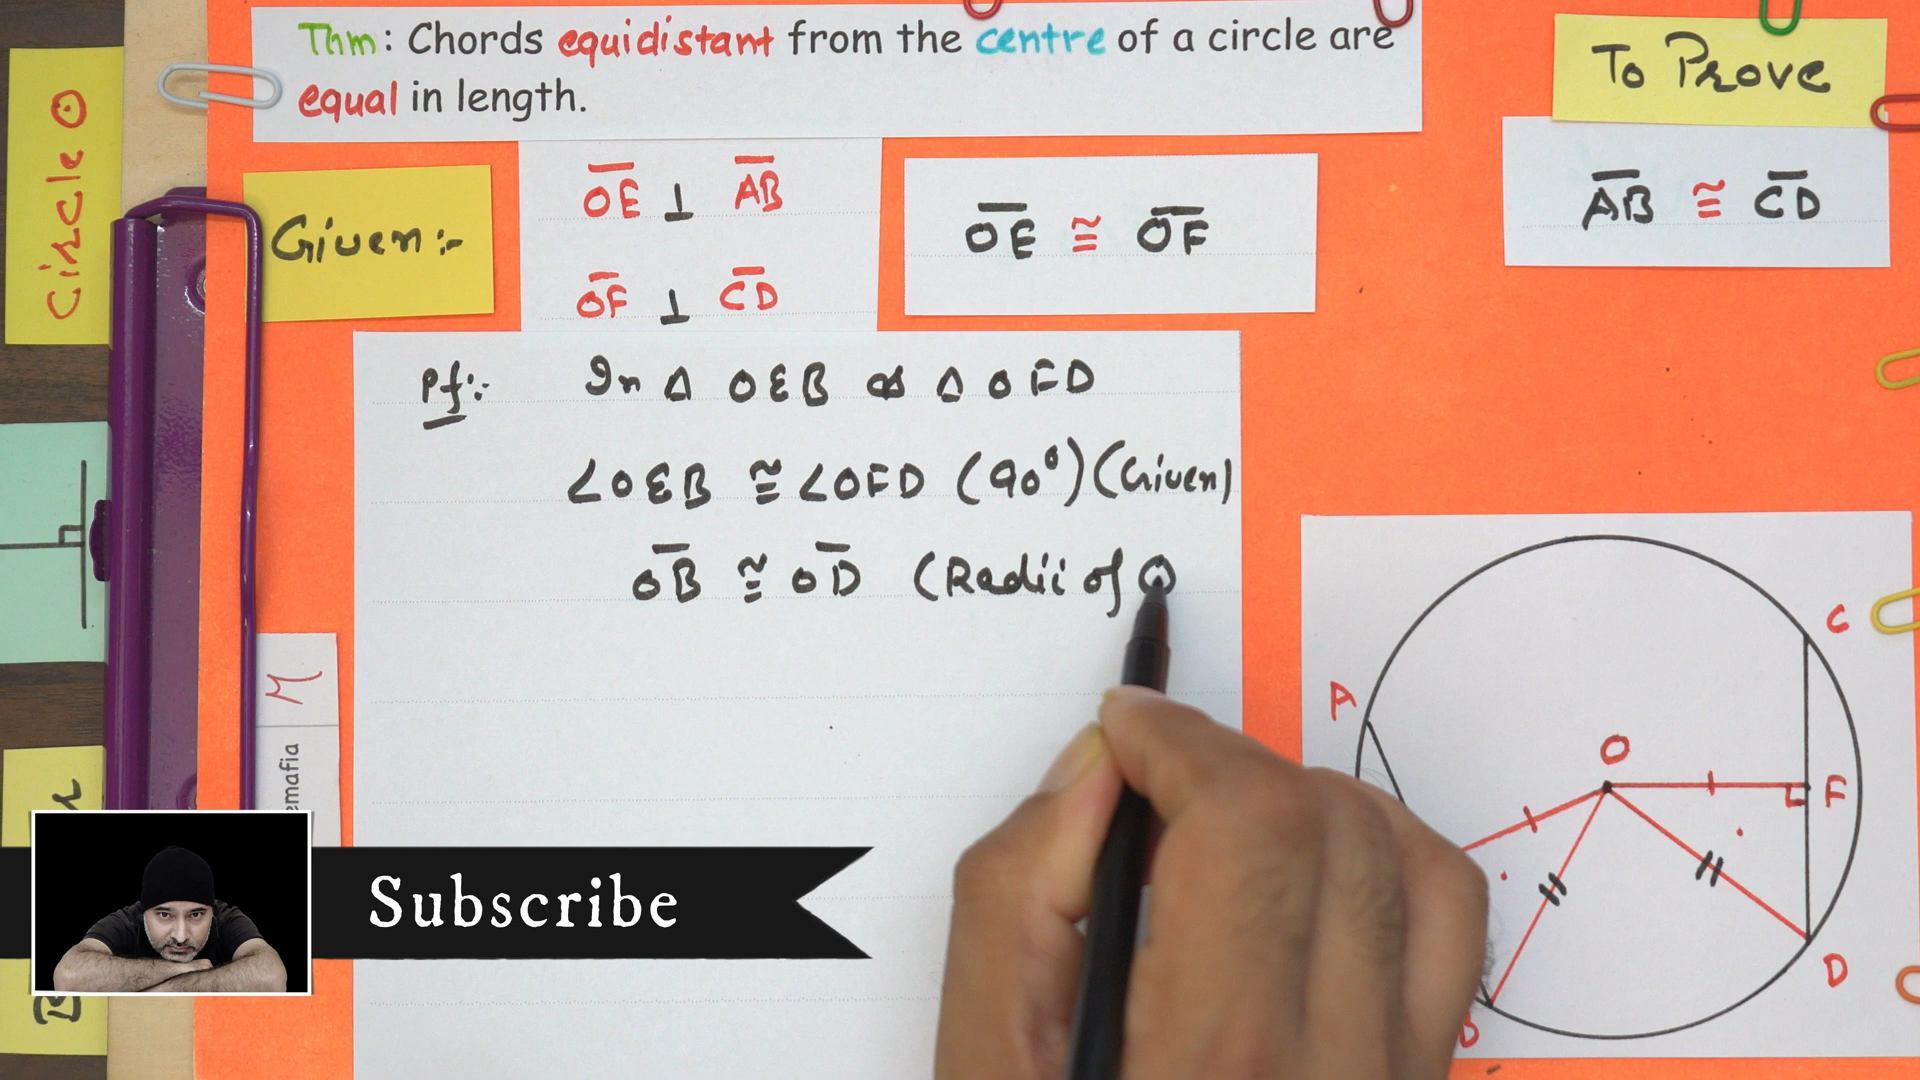 Thm: Chords equidistant from the centre of a circle are
equal in length.
To Prove
Circle O
Given:-
OE ⊥ AB
OF ⊥ CD
OE ≅ OF
AB ≅ CD
Pf:- In Δ OEB & Δ OFD
∠OEB ≅ ∠OFD (90°) (Given)
OB ≅ OD (Radii of O
M
emafia
A
B
C
D
O
F
Subscribe